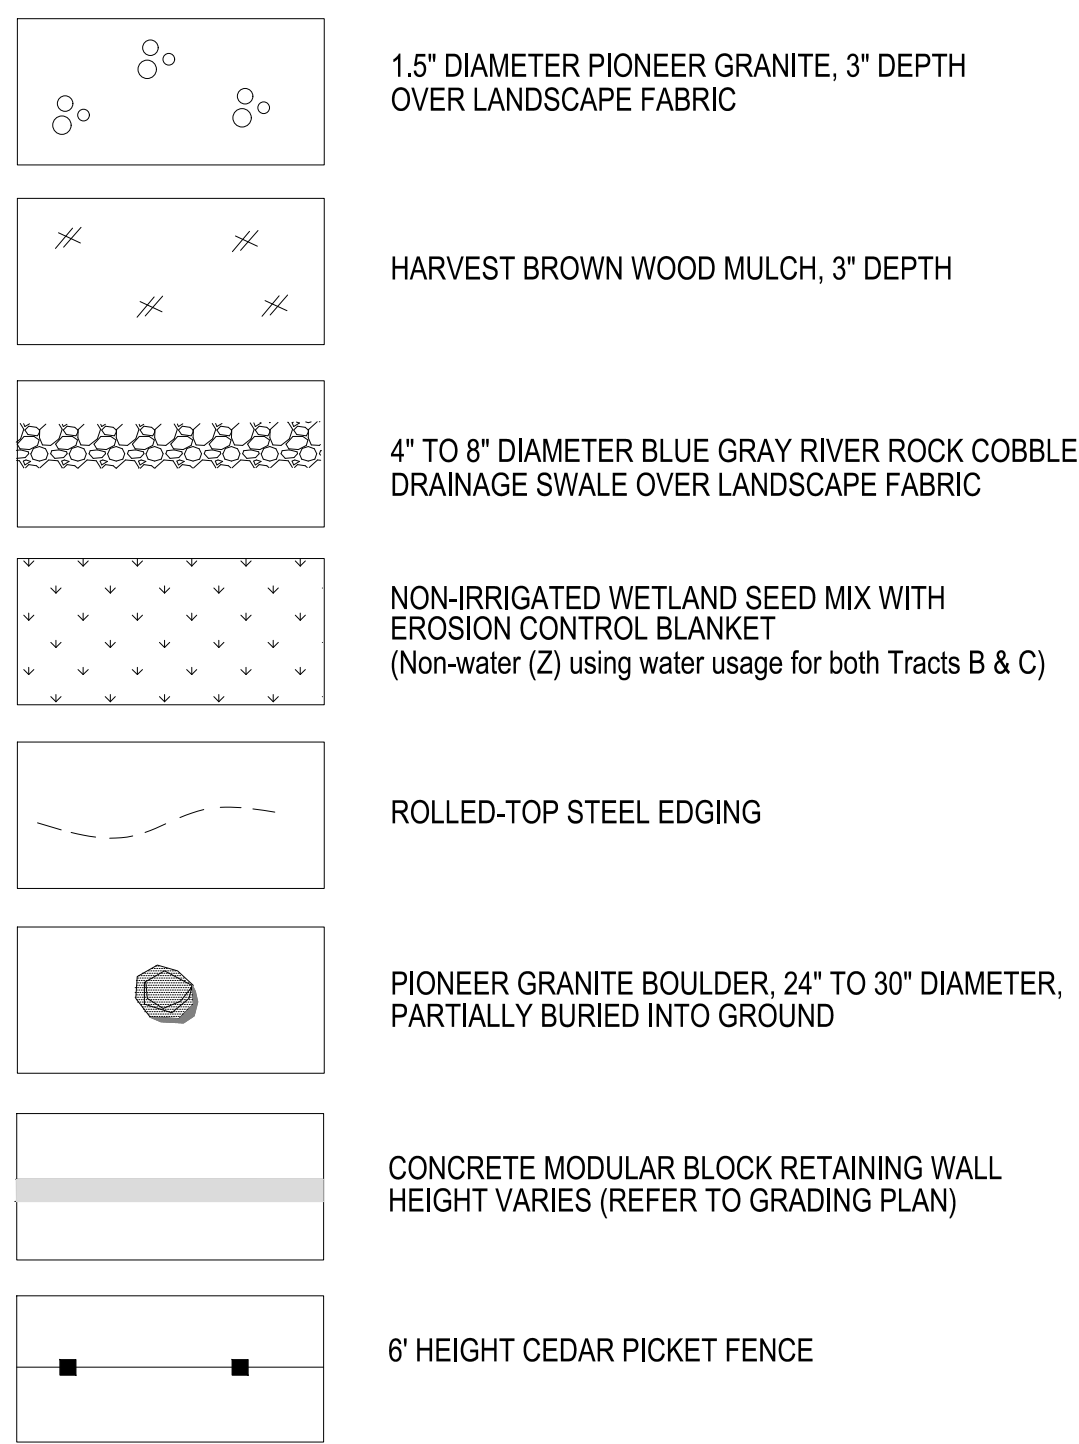 1.5" DIAMETER PIONEER GRANITE, 3" DEPTH
OVER LANDSCAPE FABRIC
HARVEST BROWN WOOD MULCH, 3" DEPTH
4" TO 8" DIAMETER BLUE GRAY RIVER ROCK COBBLE
DRAINAGE SWALE OVER LANDSCAPE FABRIC
NON-IRRIGATED WETLAND SEED MIX WITH
EROSION CONTROL BLANKET
(Non-water (Z) using water usage for both Tracts B & C)
ROLLED-TOP STEEL EDGING
PIONEER GRANITE BOULDER, 24" TO 30" DIAMETER,
PARTIALLY BURIED INTO GROUND
CONCRETE MODULAR BLOCK RETAINING WALL
HEIGHT VARIES (REFER TO GRADING PLAN)
6' HEIGHT CEDAR PICKET FENCE